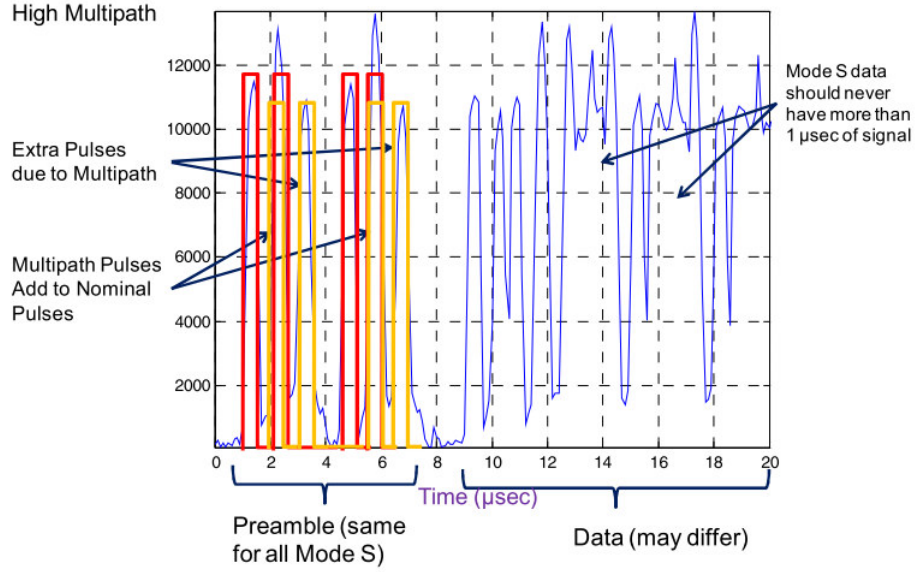 High Multipath
12000
10000
8000
6000
4000
2000
0
Extra Pulses
due to Multipath
Multipath Pulses
Add to Nominal
Pulses
Mode S data
should never
have more than
1 μsec of signal
0 2 4 6 8 10 12 14 16 18 20
Time (μsec)
Preamble (same
for all Mode S)
Data (may differ)